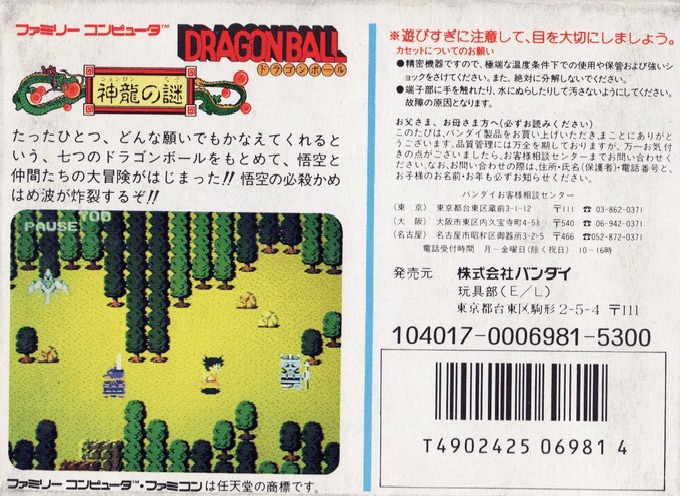 ファミリー コンピュータ™
DRAGON BALL
ドラゴンボール
シェンロン なぞ
神龍の謎
たったひとつ、どんな願いでもかなえてくれると
いう、七つのドラゴンボールをもとめて、悟空と
仲間たちの大冒険がはじまった!! 悟空の必殺かめ
はめ波が炸裂するぞ!!
PAUSE 100
ファミリー コンピュータ™・ファミコンは任天堂の商標です。
※遊びすぎに注意して、目を大切にしましょう。
カセットについてのお願い
●精密機器ですので、極端な温度条件下での使用や保管および強い
ショックをさけてください。また、絶対に分解しないでください。
●端子部に手を触れたり、水にぬらしたりして汚さないようにしてください。
故障の原因となります。
お父さま、お母さま方へ(必ずお読みください)
このたびは、バンダイ製品をお買い上げいただき、まことにありがと
うございます。品質管理には万全を期しておりますが、万一お気付
きの点がございましたら、お客様相談センターまでお問い合わせく
ださい。なお、お問い合わせの際は、住所・氏名(保護者)・電話番号と、
お子様のお名前・お年も必ずお知らせください。
バンダイお客様相談センター
(東 京) 東京都台東区蔵前3-1-12 〒111 ☎ 03-862-0371
(大 阪) 大阪市東区内久宝寺町4-5 〒540 ☎ 06-942-0371
(名古屋) 名古屋市昭和区御器所3-2-5 〒466 ☎052-872-0371
電話受付時間 月―金曜日(除く祝日) 10―16時
発売元 株式会社バンダイ
玩具部(E/L)
東京都台東区駒形2-5-4 〒111
104017-0006981-5300
T4902425 06981 4